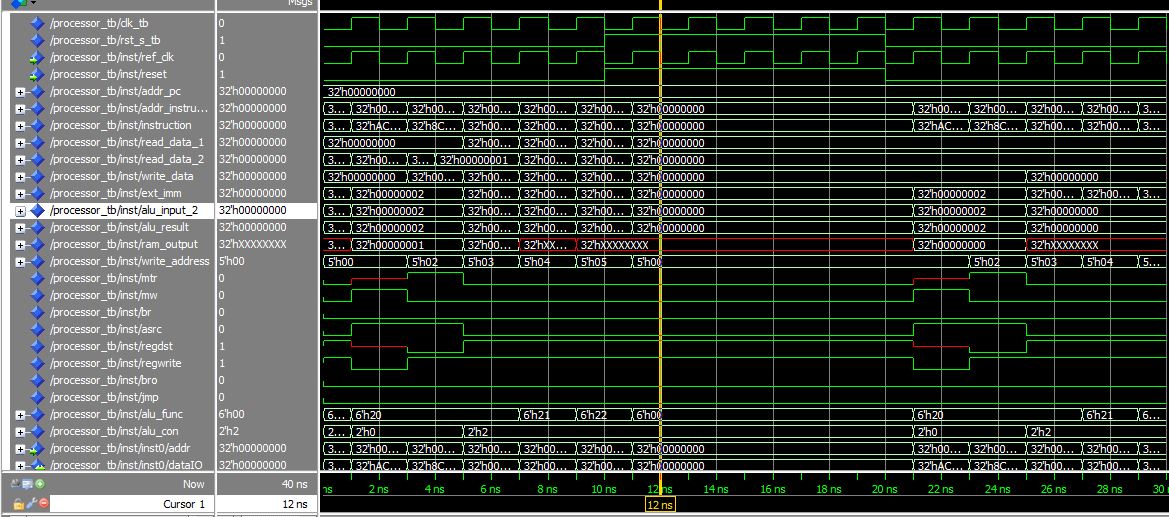 Msgs
/processor_tb/clk_tb 0
/processor_tb/rst_s_tb 1
/processor_tb/inst/ref_clk 0
/processor_tb/inst/reset 1
/processor_tb/inst/addr_pc 32'h00000000 32'h00000000
/processor_tb/inst/addr_instru... 32'h00000000 3... 32'h00... 32'h00... 32'h00... 32'h00... 32'h00... 32'h00000000 32'h00... 32'h00... 32'h00... 32'h00... 3...
/processor_tb/inst/instruction 32'h00000000 3... 32'hAC... 32'h8C... 32'h00... 32'h00... 32'h00... 32'h00000000 32'hAC... 32'h8C... 32'h00... 32'h00... 3...
/processor_tb/inst/read_data_1 32'h00000000 32'h00000000 32'h00... 32'h00... 32'h00... 32'h00000000
/processor_tb/inst/read_data_2 32'h00000000 3... 32'h00... 3... 32'h00000001 32'h00... 32'h00... 32'h00000000
/processor_tb/inst/write_data 32'h00000000 32'h00000000 32'h00... 32'h00... 32'h00... 32'h00... 32'h00000000 32'h00000000
/processor_tb/inst/ext_imm 32'h00000000 3... 32'h00000002 32'h00... 32'h00... 32'h00... 32'h00000000 32'h00000002 32'h00... 32'h00... 3...
/processor_tb/inst/alu_input_2 32'h00000000 3... 32'h00000002 32'h00... 32'h00... 32'h00... 32'h00000000 32'h00000002 32'h00000000
/processor_tb/inst/alu_result 32'h00000000 3... 32'h00000002 32'h00... 32'h00... 32'h00... 32'h00000000 32'h00000002 32'h00000000
/processor_tb/inst/ram_output 32'hXXXXXXXX 3... 32'h00000001 32'h00... 32'hXX... 32'hXXXXXXXX 32'h00000000 32'hXXXXXXXX
/processor_tb/inst/write_address 5'h00 5'h00 5'h02 5'h03 5'h04 5'h05 5'h00 5'h02 5'h03 5'h04 5...
/processor_tb/inst/mtr 0
/processor_tb/inst/mw 0
/processor_tb/inst/br 0
/processor_tb/inst/asrc 0
/processor_tb/inst/regdst 1
/processor_tb/inst/regwrite 1
/processor_tb/inst/bro 0
/processor_tb/inst/jmp 0
/processor_tb/inst/alu_func 6'h00 6... 6'h20 6'h21 6'h22 6'h00 6'h20 6'h21 6...
/processor_tb/inst/alu_con 2'h2 2... 2'h0 2'h2 2'h0 2'h2
/processor_tb/inst/inst0/addr 32'h00000000 3... 32'h00... 32'h00... 32'h00... 32'h00... 32'h00... 32'h00000000 32'h00... 32'h00... 32'h00... 32'h00... 3...
/processor_tb/inst/inst0/dataIO 32'h00000000 3... 32'hAC... 32'h8C... 32'h00... 32'h00... 32'h00... 32'h00000000 32'hAC... 32'h8C... 32'h00... 32'h00... 3...
Now 40 ns ns 2 ns 4 ns 6 ns 8 ns 10 ns 12 ns 14 ns 16 ns 18 ns 20 ns 22 ns 24 ns 26 ns 28 ns 30
Cursor 1 12 ns 12 ns